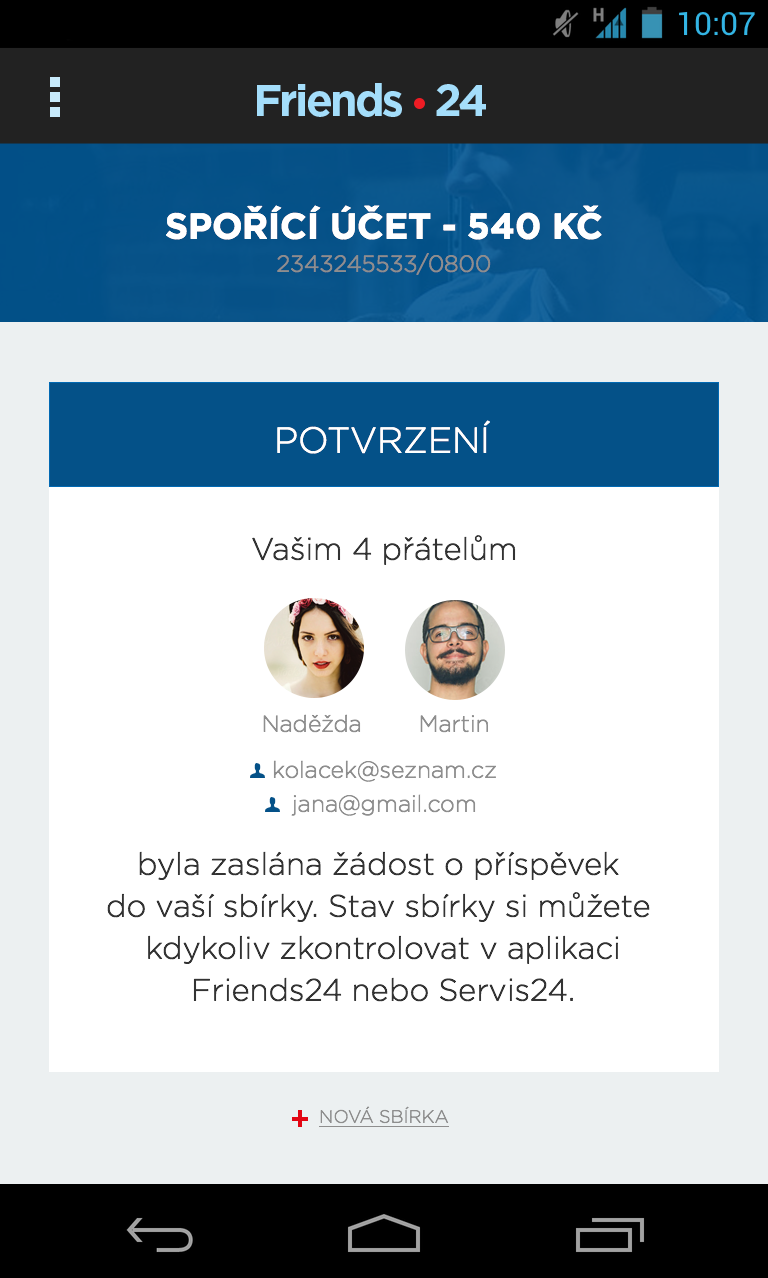 H 10:07
Friends • 24
SPOŘÍCÍ ÚČET - 540 KČ
2343245533/0800
POTVRZENÍ
Vašim 4 přátelům
Naděžda Martin
kolacek@seznam.cz
jana@gmail.com
byla zaslána žádost o příspěvek
do vaší sbírky. Stav sbírky si můžete
kdykoliv zkontrolovat v aplikaci
Friends24 nebo Servis24.
NOVÁ SBÍRKA